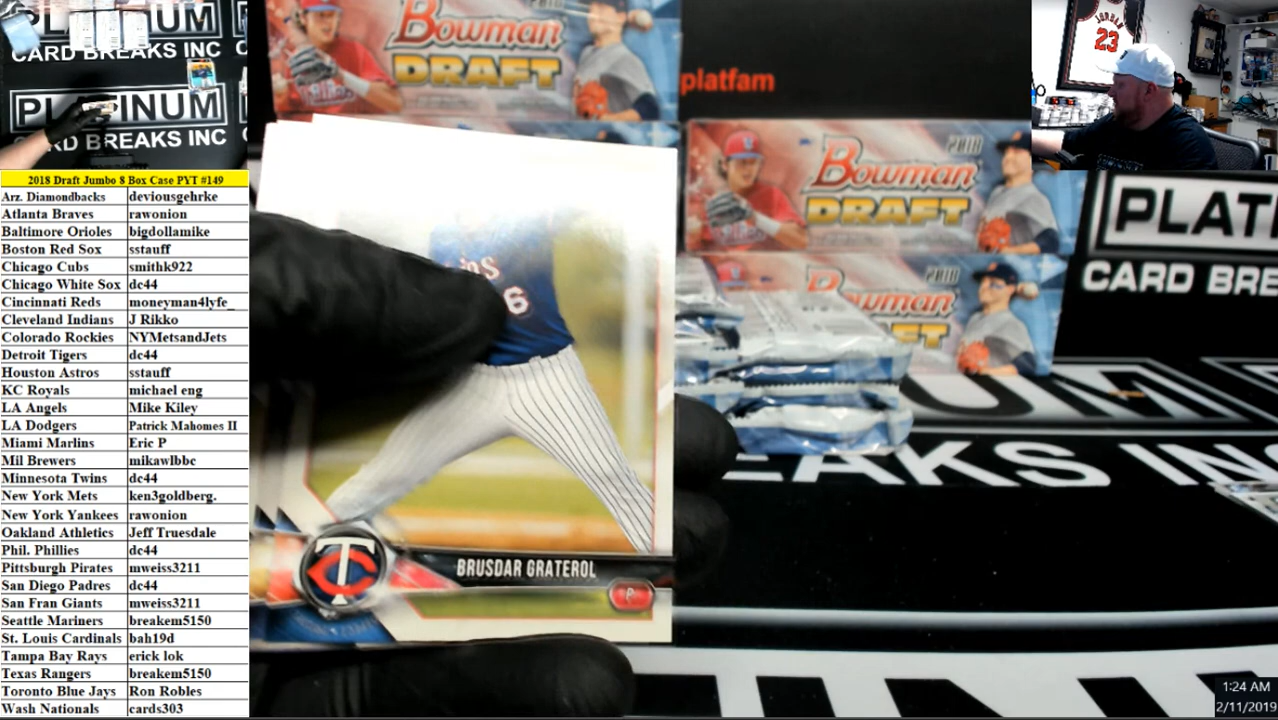 PLATINUM
CARD BREAKS INC
PLATINUM
CARD BREAKS INC
2018 Draft Jumbo 8 Box Case PYT #149
Arz. Diamondbacks deviousgehrke
Atlanta Braves rawonion
Baltimore Orioles bigdollamike
Boston Red Sox sstauff
Chicago Cubs smithk922
Chicago White Sox dc44
Cincinnati Reds moneyman4lyfe_
Cleveland Indians J Rikko
Colorado Rockies NYMetsandJets
Detroit Tigers dc44
Houston Astros sstauff
KC Royals michael eng
LA Angels Mike Kiley
LA Dodgers Patrick Mahomes II
Miami Marlins Eric P
Mil Brewers mikawlbbc
Minnesota Twins dc44
New York Mets ken3goldberg.
New York Yankees rawonion
Oakland Athletics Jeff Truesdale
Phil. Phillies dc44
Pittsburgh Pirates mweiss3211
San Diego Padres dc44
San Fran Giants mweiss3211
Seattle Mariners breakem5150
St. Louis Cardinals bah19d
Tampa Bay Rays erick lok
Texas Rangers breakem5150
Toronto Blue Jays Ron Robles
Wash Nationals cards303
2018
Bowman
DRAFT
platfam
2018
Bowman
DRAFT
2018
Bowman
FT
JORDAN
23
PLATI
CARD BRE
UM
EAKS INC
6
TC
BRUSDAR GRATEROL
P
1:24 AM
2/11/2019